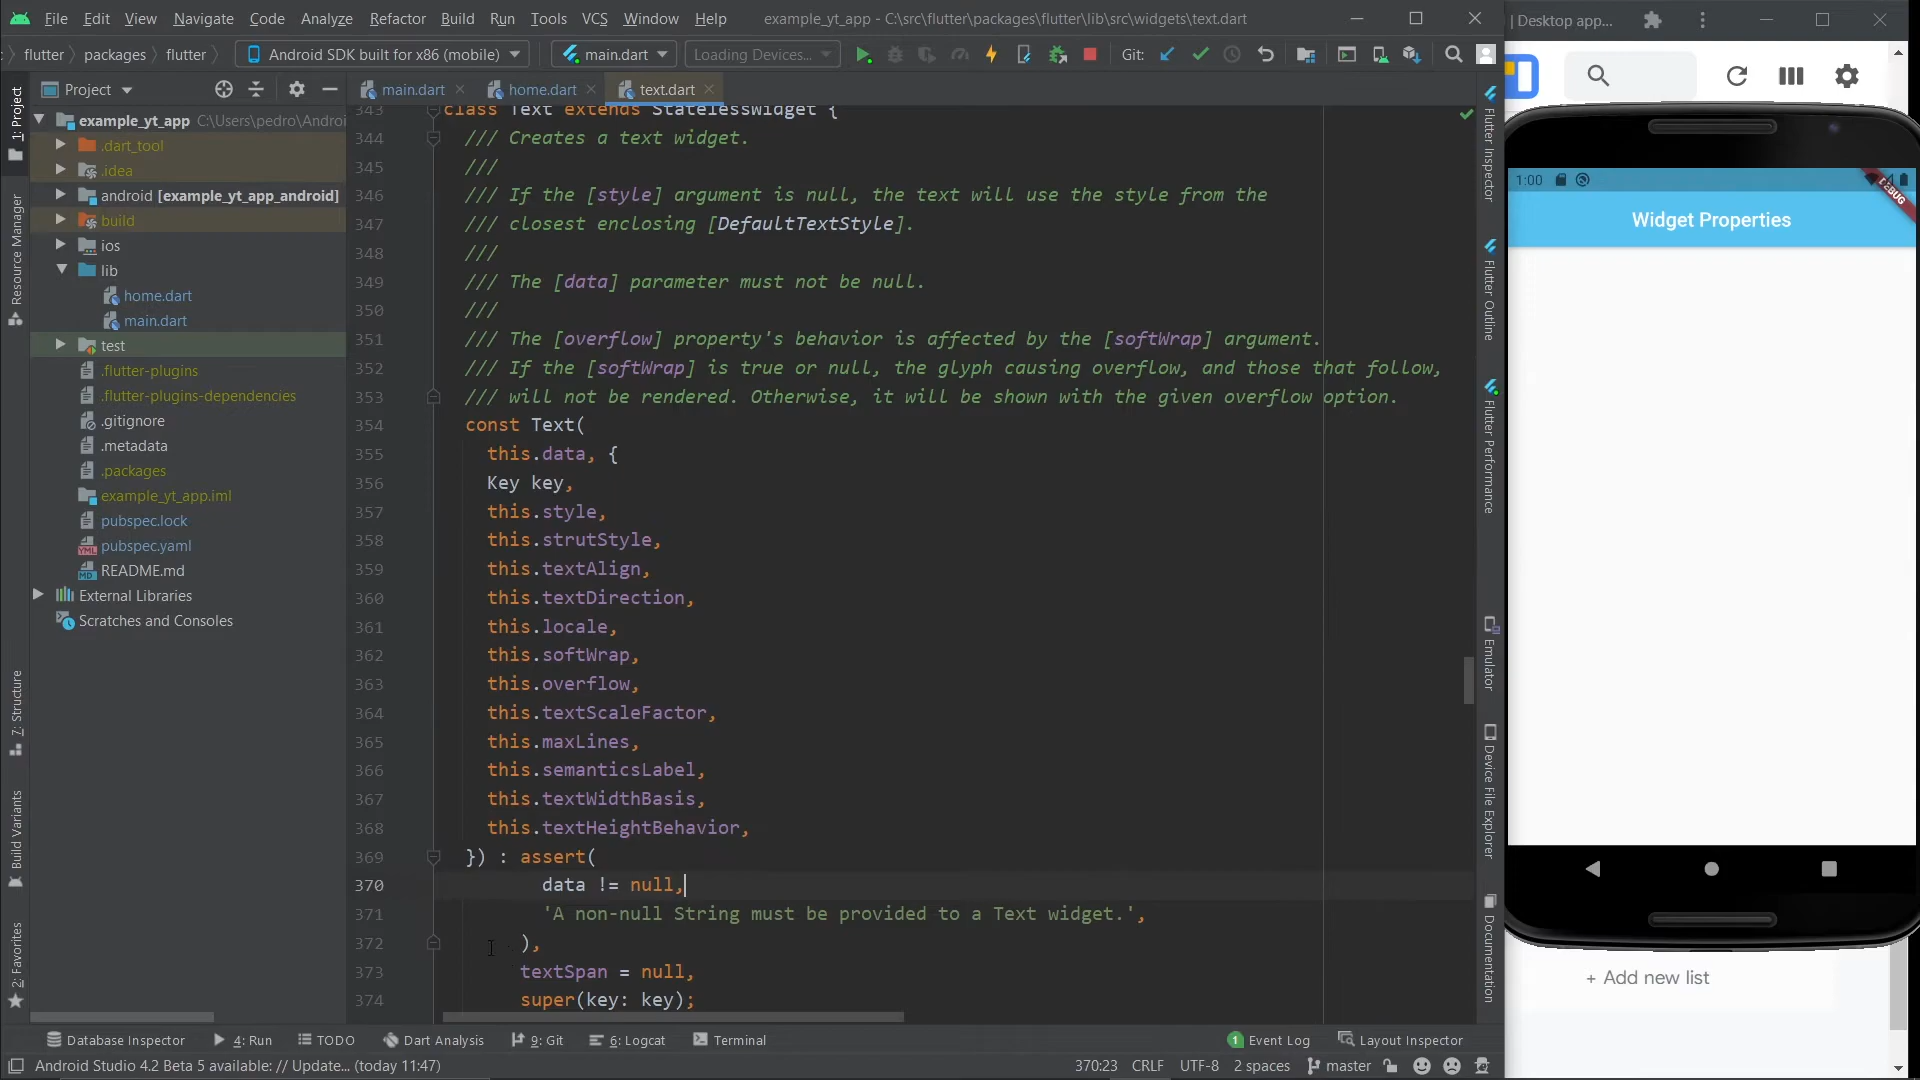 File Edit View Navigate Code Analyze Refactor Build Run Tools VCS Window Help example_yt_app - C:\src\flutter\packages\flutter\lib\src\widgets\text.dart
flutter packages flutter Android SDK built for x86 (mobile) main.dart Loading Devices... Git:
Project main.dart home.dart text.dart
example_yt_app C:\Users\pedro\Androi
.dart_tool
.idea
android [example_yt_app_android]
build
ios
lib
home.dart
main.dart
test
.flutter-plugins
.flutter-plugins-dependencies
.gitignore
.metadata
.packages
example_yt_app.iml
pubspec.lock
pubspec.yaml
README.md
External Libraries
Scratches and Consoles
1: Project
Resource Manager
7: Structure
Build Variants
2: Favorites
343 class Text extends StatelessWidget {
344 /// Creates a text widget.
345 ///
346 /// If the [style] argument is null, the text will use the style from the
347 /// closest enclosing [DefaultTextStyle].
348 ///
349 /// The [data] parameter must not be null.
350 ///
351 /// The [overflow] property's behavior is affected by the [softWrap] argument.
352 /// If the [softWrap] is true or null, the glyph causing overflow, and those that follow,
353 /// will not be rendered. Otherwise, it will be shown with the given overflow option.
354 const Text(
355 this.data, {
356 Key key,
357 this.style,
358 this.strutStyle,
359 this.textAlign,
360 this.textDirection,
361 this.locale,
362 this.softWrap,
363 this.overflow,
364 this.textScaleFactor,
365 this.maxLines,
366 this.semanticsLabel,
367 this.textWidthBasis,
368 this.textHeightBehavior,
369 }) : assert(
370 data != null,
371 'A non-null String must be provided to a Text widget.',
372 ),
373 textSpan = null,
374 super(key: key);
Flutter Inspector
Flutter Outline
Flutter Performance
Emulator
Device File Explorer
Documentation
| Desktop app...
1:00
DEBUG
Widget Properties
+ Add new list
Database Inspector 4: Run TODO Dart Analysis 9: Git 6: Logcat Terminal 1 Event Log Layout Inspector
Android Studio 4.2 Beta 5 available: // Update... (today 11:47) 370:23 CRLF UTF-8 2 spaces master